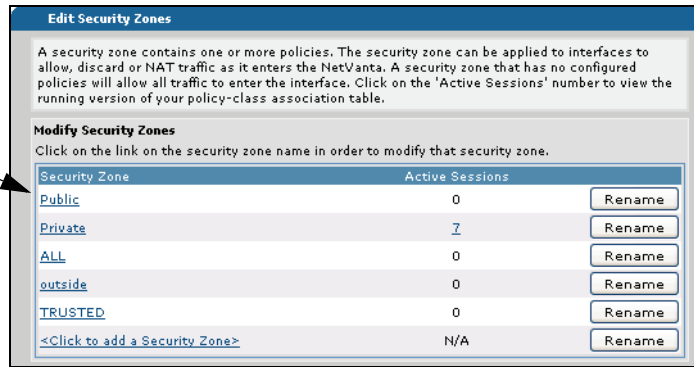 Edit Security Zones
A security zone contains one or more policies. The security zone can be applied to interfaces to
allow, discard or NAT traffic as it enters the NetVanta. A security zone that has no configured
policies will allow all traffic to enter the interface. Click on the 'Active Sessions' number to view the
running version of your policy-class association table.
Modify Security Zones
Click on the link on the security zone name in order to modify that security zone.
Security Zone Active Sessions
Public 0 Rename
Private 7 Rename
ALL 0 Rename
outside 0 Rename
TRUSTED 0 Rename
<Click to add a Security Zone> N/A Rename